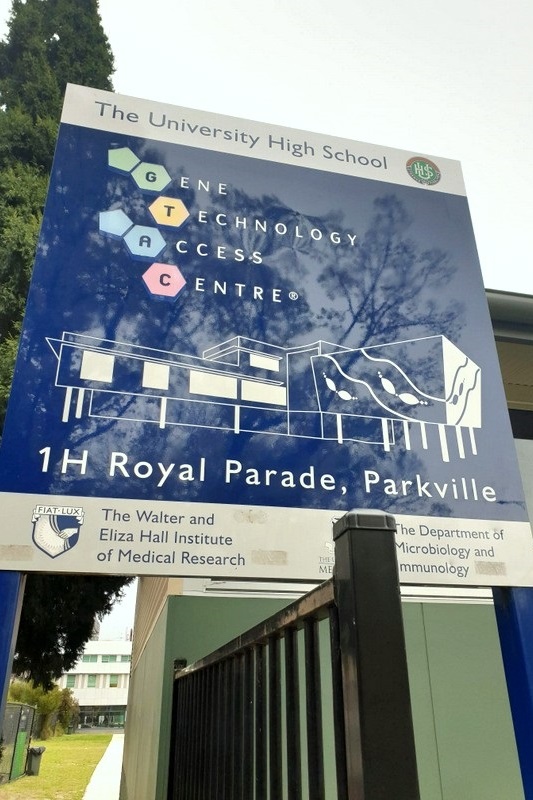 The University High School
GENE
TECHNOLOGY
ACCESS
CENTRE®
1H Royal Parade, Parkville
FIAT·LUX
The Walter and
Eliza Hall Institute
of Medical Research
The Department of
Microbiology and
mmunology